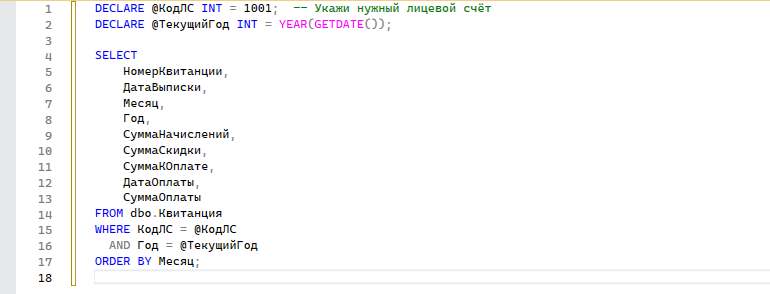 1 DECLARE @КодЛС INT = 1001; -- Укажи нужный лицевой счёт
2 DECLARE @ТекущийГод INT = YEAR(GETDATE());
3
4 SELECT
5 НомерКвитанции,
6 ДатаВыписки,
7 Месяц,
8 Год,
9 СуммаНачислений,
10 СуммаСкидки,
11 СуммаКОплате,
12 ДатаОплаты,
13 СуммаОплаты
14 FROM dbo.Квитанция
15 WHERE КодЛС = @КодЛС
16 AND Год = @ТекущийГод
17 ORDER BY Месяц;
18